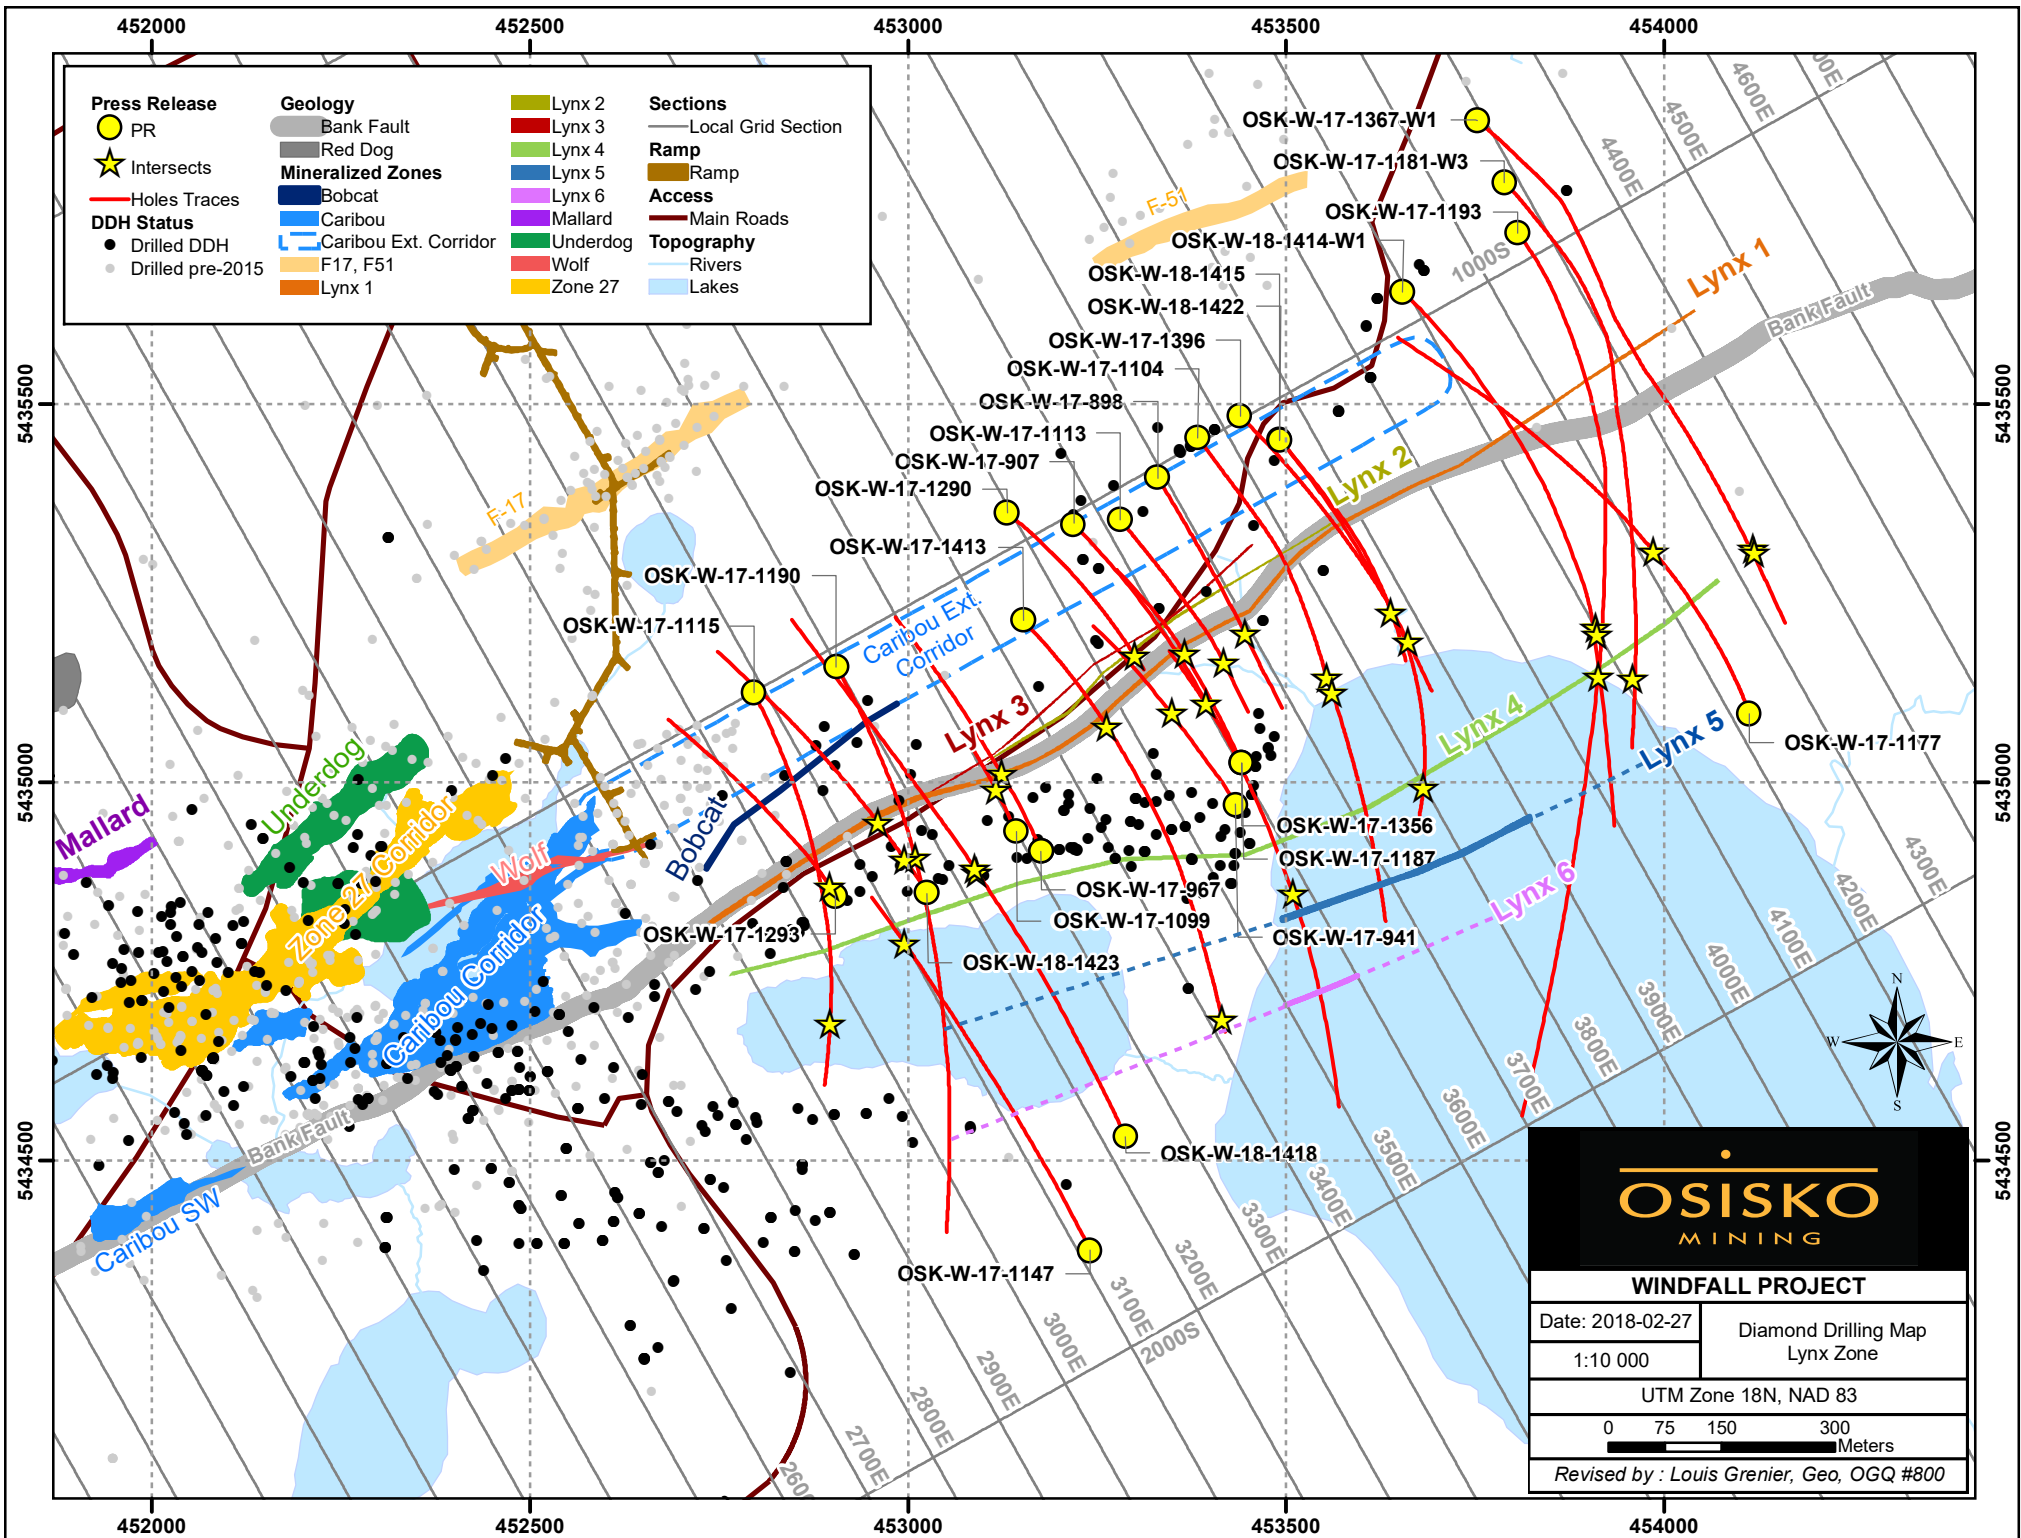 452000
452500
453000
453500
454000
Press Release
PR
Intersects
Holes Traces
DDH Status
Drilled DDH
Drilled pre-2015
Geology
Bank Fault
Red Dog
Mineralized Zones
Bobcat
Caribou
Caribou Ext. Corridor
F17, F51
Lynx 1
Lynx 2
Lynx 3
Lynx 4
Lynx 5
Lynx 6
Mallard
Underdog
Wolf
Zone 27
Sections
Local Grid Section
Ramp
Ramp
Access
Main Roads
Topography
Rivers
Lakes
4600E
4500E
4400E
1000S
OSK-W-17-1367-W1
OSK-W-17-1181-W3
OSK-W-17-1193
OSK-W-18-1414-W1
OSK-W-18-1415
OSK-W-18-1422
OSK-W-17-1396
OSK-W-17-1104
OSK-W-17-898
OSK-W-17-1113
OSK-W-17-907
OSK-W-17-1290
OSK-W-17-1413
OSK-W-17-1190
OSK-W-17-1115
F-51
F-17
Lynx 1
Bank Fault
Lynx 2
5435500
5435500
Caribou Ext.
Corridor
Lynx 3
Lynx 4
Lynx 5
OSK-W-17-1177
5435000
5435000
Underdog
Mallard
Zone 27 Corridor
Wolf
Bobcat
Caribou Corridor
OSK-W-17-1356
OSK-W-17-1187
OSK-W-17-967
OSK-W-17-1099
OSK-W-17-941
OSK-W-17-1293
OSK-W-18-1423
Lynx 6
4300E
4200E
4100E
4000E
3900E
3800E
3700E
3600E
3500E
3400E
3300E
3200E
3100E
3000E
2900E
2800E
2700E
2000S
N
W
E
S
Bank Fault
Caribou SW
OSK-W-18-1418
OSK-W-17-1147
5434500
5434500
OSISKO
MINING
WINDFALL PROJECT
Date: 2018-02-27
1:10 000
Diamond Drilling Map
Lynx Zone
UTM Zone 18N, NAD 83
0 75 150 300
Meters
Revised by : Louis Grenier, Geo, OGQ #800
452000
452500
453000
453500
454000